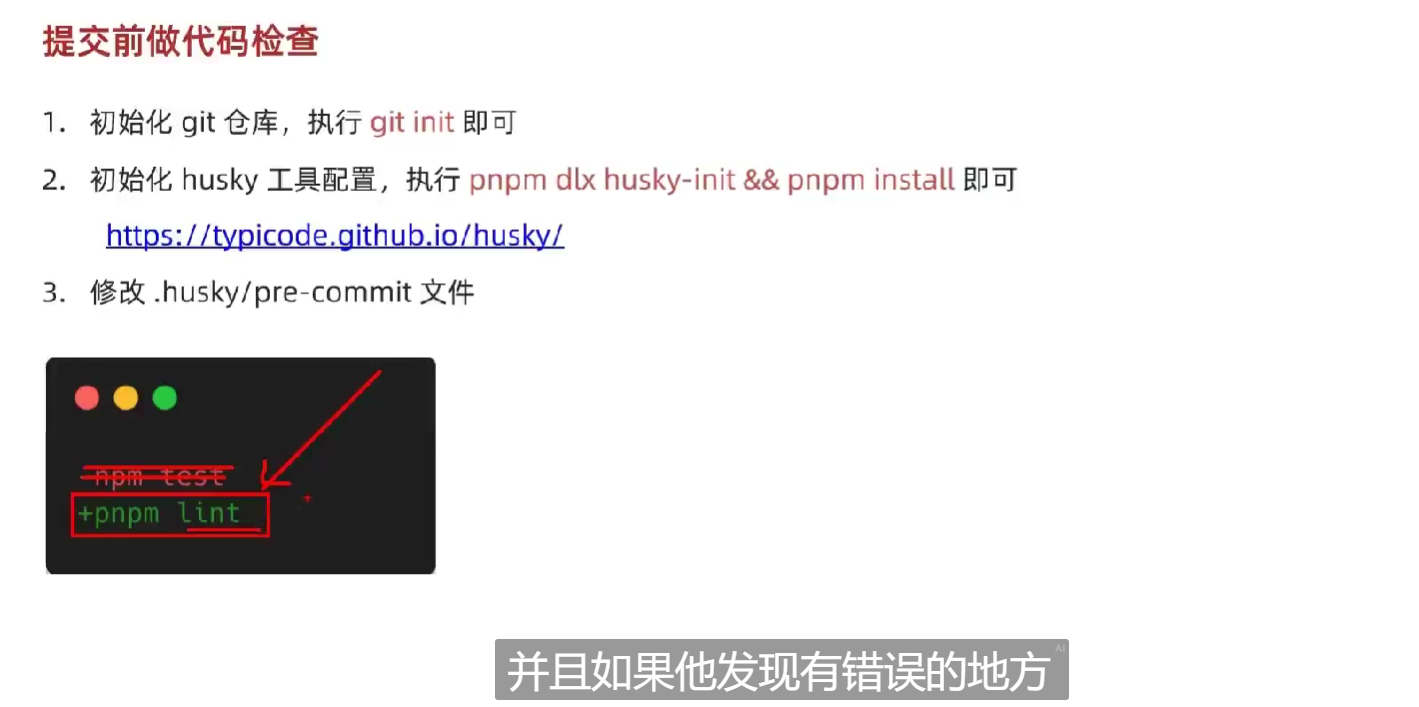 提交前做代码检查
1. 初始化 git 仓库，执行 git init 即可
2. 初始化 husky 工具配置，执行 pnpm dlx husky-init && pnpm install 即可
https://typicode.github.io/husky/
3. 修改 .husky/pre-commit 文件
-npm test
+pnpm lint
AI
并且如果他发现有错误的地方